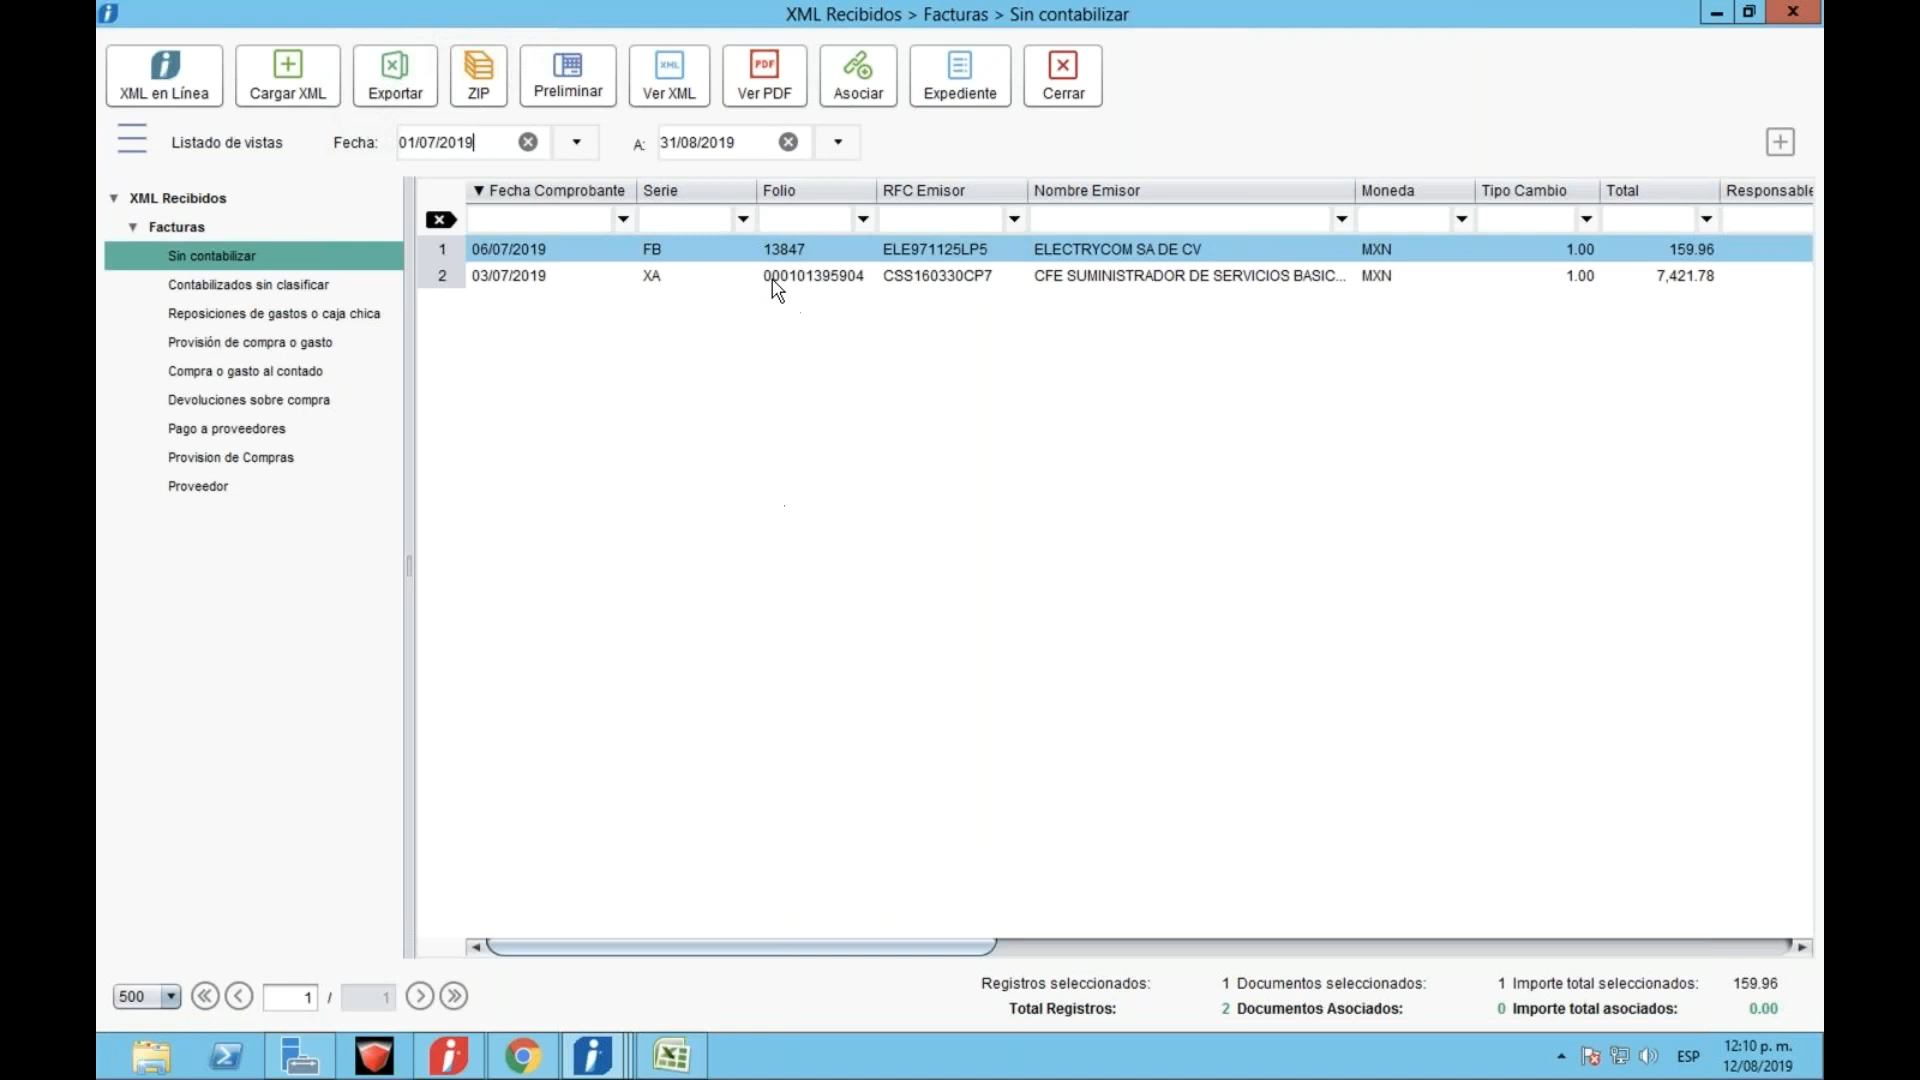 XML Recibidos > Facturas > Sin contabilizar
XML en Línea
Cargar XML
Exportar
ZIP
Preliminar
XML
Ver XML
PDF
Ver PDF
Asociar
Expediente
Cerrar
Listado de vistas
Fecha: 01/07/2019
A: 31/08/2019
XML Recibidos
Facturas
Sin contabilizar
Contabilizados sin clasificar
Reposiciones de gastos o caja chica
Provisión de compra o gasto
Compra o gasto al contado
Devoluciones sobre compra
Pago a proveedores
Provision de Compras
Proveedor
Fecha Comprobante Serie Folio RFC Emisor Nombre Emisor Moneda Tipo Cambio Total Responsable
1 06/07/2019 FB 13847 ELE971125LP5 ELECTRYCOM SA DE CV MXN 1.00 159.96
2 03/07/2019 XA 000101395904 CSS160330CP7 CFE SUMINISTRADOR DE SERVICIOS BASIC... MXN 1.00 7,421.78
500 1 / 1
Registros seleccionados: 1 Documentos seleccionados: 1 Importe total seleccionados: 159.96
Total Registros: 2 Documentos Asociados: 0 Importe total asociados: 0.00
ESP
12:10 p. m.
12/08/2019